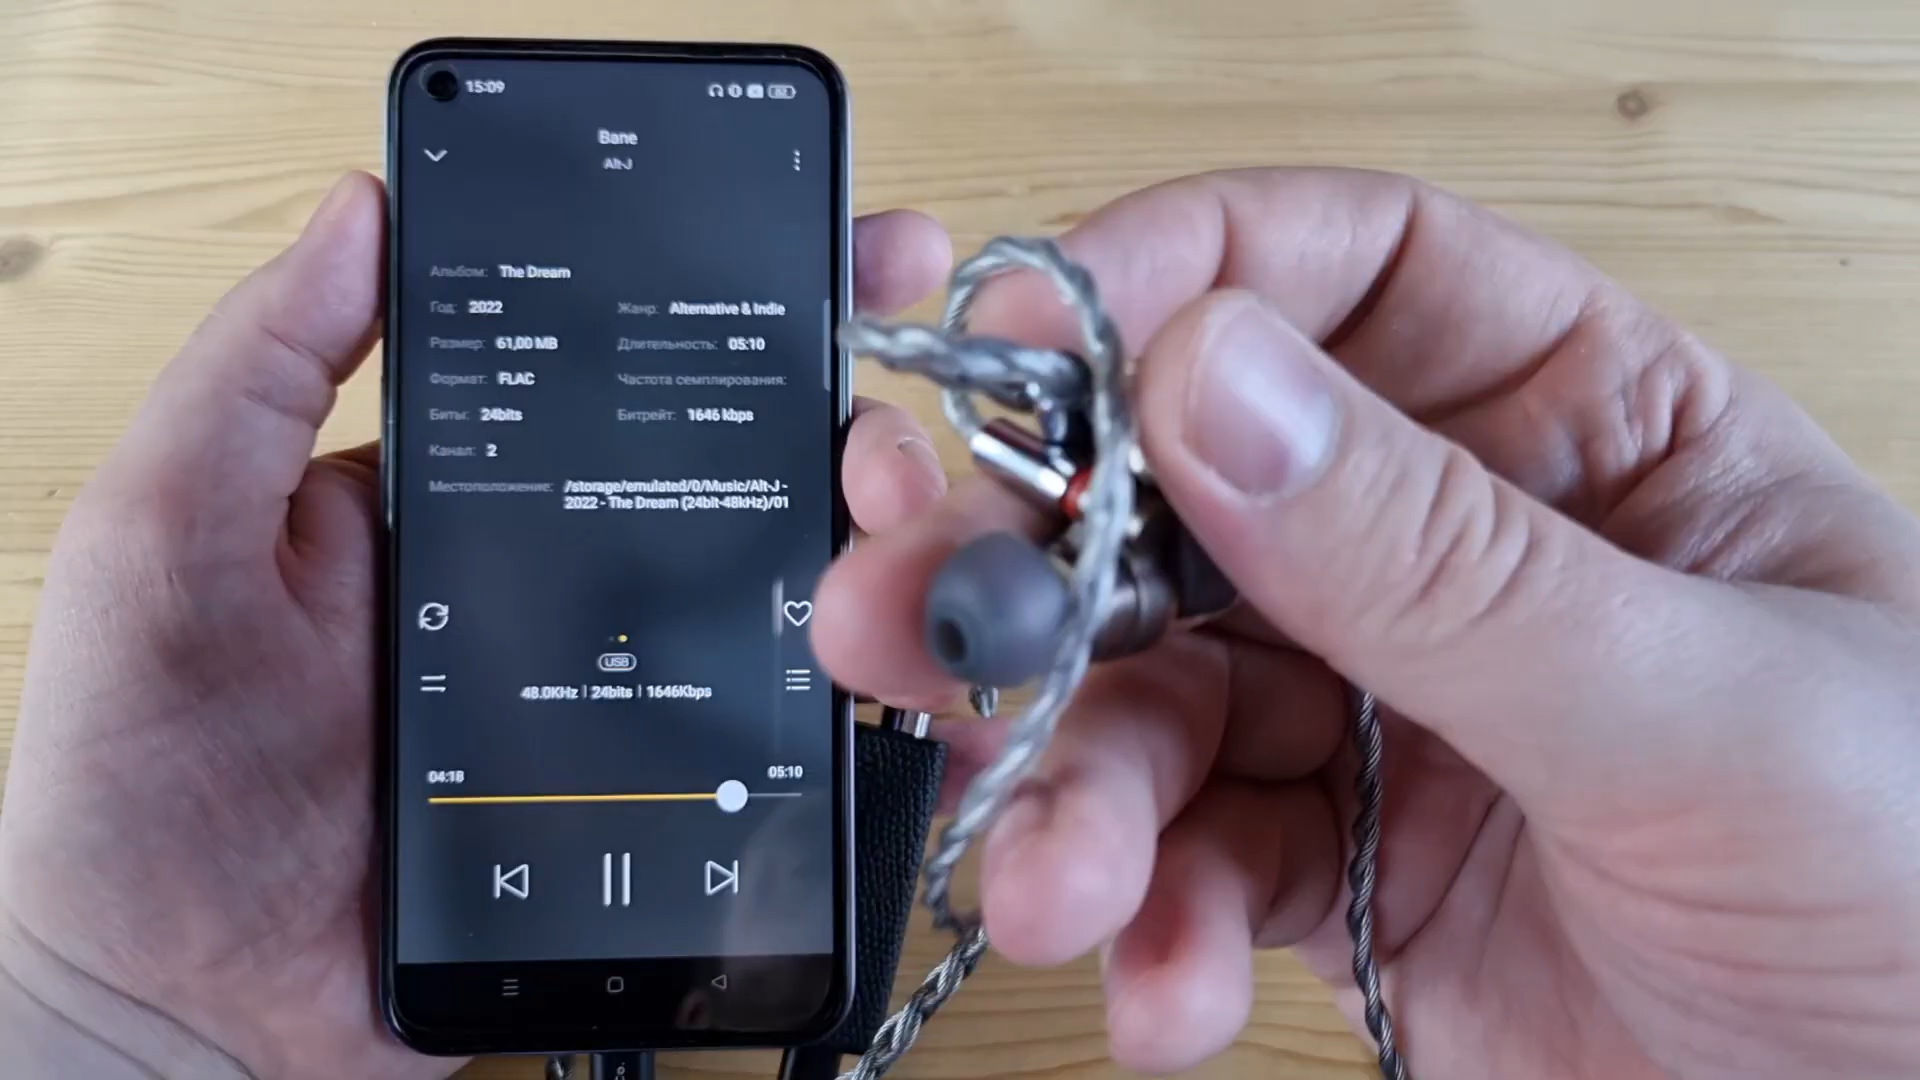 15:09
82
Bane
Alt-J
Альбом: The Dream
Год: 2022
Жанр: Alternative & Indie
Размер: 61,00 MB
Длительность: 05:10
Формат: FLAC
Частота семплирования:
Биты: 24bits
Битрейт: 1646 kbps
Канал: 2
Местоположение: /storage/emulated/0/Music/Alt-J -
2022 - The Dream (24bit-48kHz)/01
USB
48.0KHz | 24bits | 1646Kbps
04:18
05:10